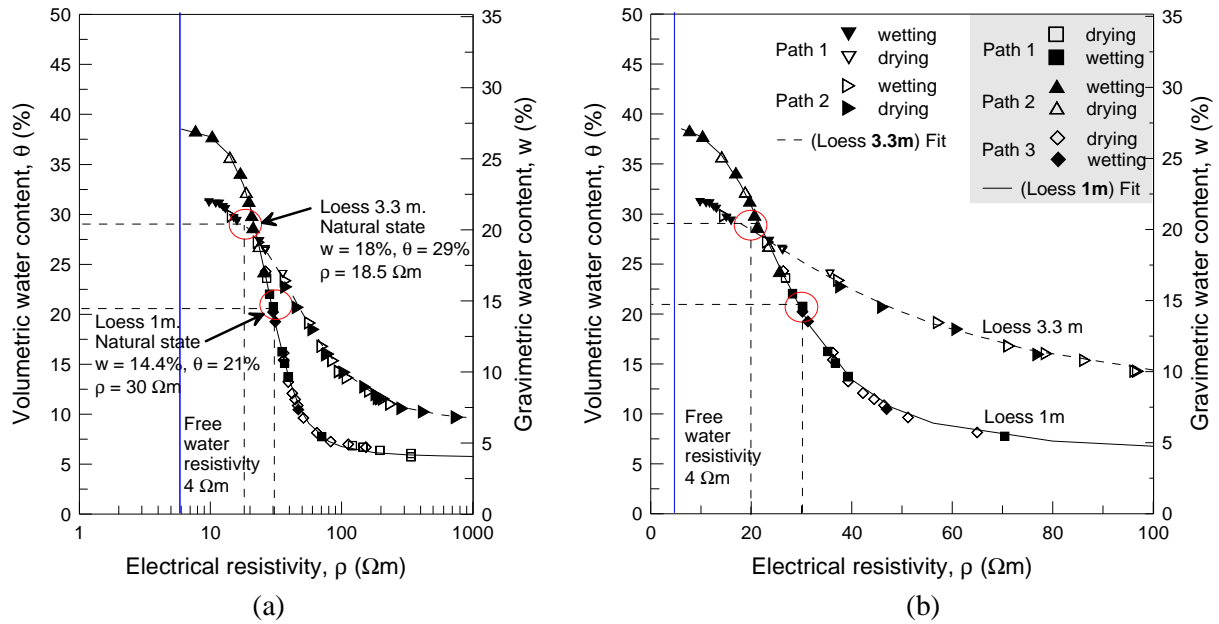 Volumetric water content, θ (%)
50
45
40
35
30
25
20
15
10
5
0
35
30
25
20
15
10
5
0
Gravimetric water content, w (%)
Loess 3.3 m.
Natural state
w = 18%, θ = 29%
ρ = 18.5 Ωm
Loess 1m.
Natural state
w = 14.4%, θ = 21%
ρ = 30 Ωm
Free
water
resistivity
4 Ωm
1 10 100 1000
Electrical resistivity, ρ (Ωm)
(a)
Volumetric water content, θ (%)
50
45
40
35
30
25
20
15
10
5
0
35
30
25
20
15
10
5
0
Gravimetric water content, w (%)
Path 1
wetting
drying
Path 2
wetting
drying
(Loess 3.3m) Fit
Path 1
drying
wetting
Path 2
wetting
drying
Path 3
drying
wetting
(Loess 1m) Fit
Loess 3.3 m
Loess 1m
Free
water
resistivity
4 Ωm
0 20 40 60 80 100
Electrical resistivity, ρ (Ωm)
(b)